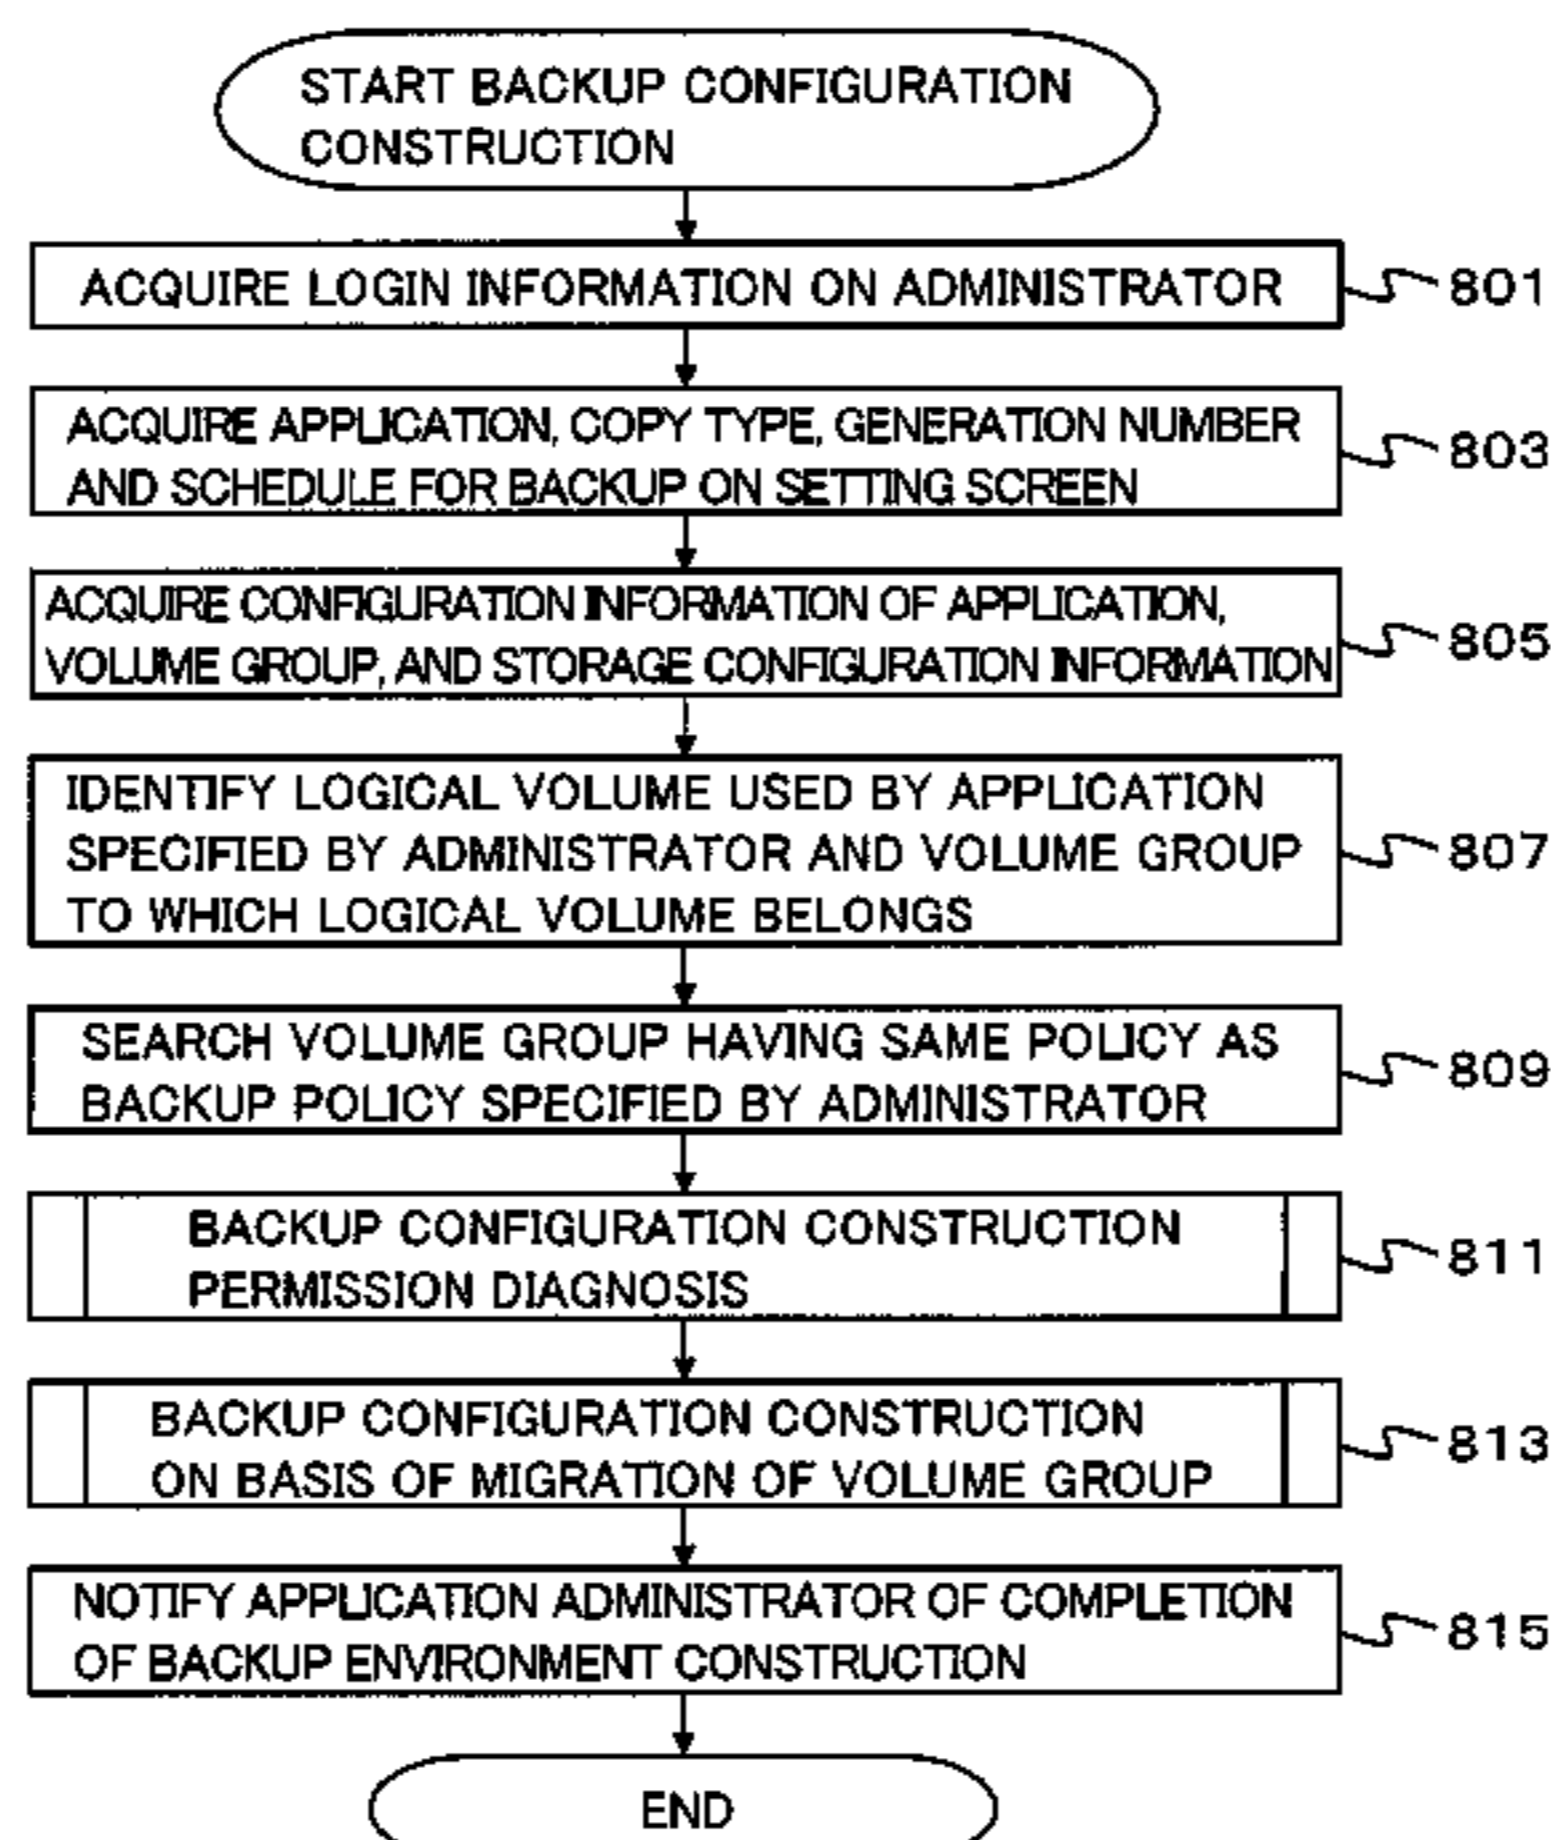 START BACKUP CONFIGURATION
CONSTRUCTION
ACQUIRE LOGIN INFORMATION ON ADMINISTRATOR
801
ACQUIRE APPLICATION, COPY TYPE, GENERATION NUMBER
AND SCHEDULE FOR BACKUP ON SETTING SCREEN
803
ACQUIRE CONFIGURATION INFORMATION OF APPLICATION,
VOLUME GROUP, AND STORAGE CONFIGURATION INFORMATION
805
IDENTIFY LOGICAL VOLUME USED BY APPLICATION
SPECIFIED BY ADMINISTRATOR AND VOLUME GROUP
TO WHICH LOGICAL VOLUME BELONGS
807
SEARCH VOLUME GROUP HAVING SAME POLICY AS
BACKUP POLICY SPECIFIED BY ADMINISTRATOR
809
BACKUP CONFIGURATION CONSTRUCTION
PERMISSION DIAGNOSIS
811
BACKUP CONFIGURATION CONSTRUCTION
ON BASIS OF MIGRATION OF VOLUME GROUP
813
NOTIFY APPLICATION ADMINISTRATOR OF COMPLETION
OF BACKUP ENVIRONMENT CONSTRUCTION
815
END